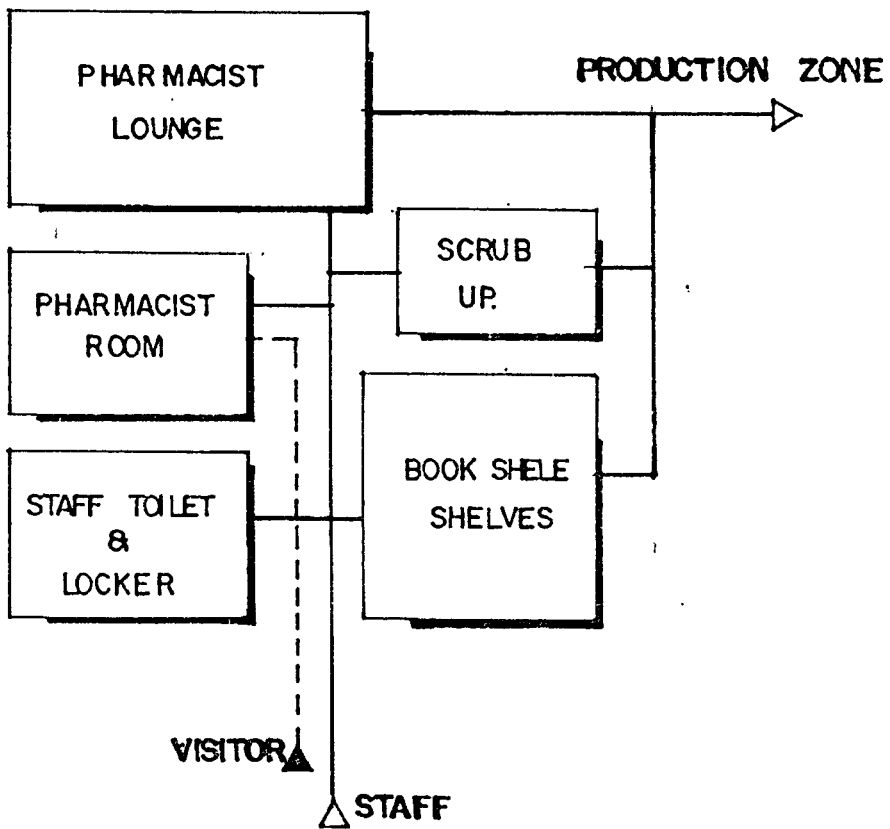 PHARMACIST
LOUNGE
PRODUCTION ZONE
SCRUB
UP.
PHARMACIST
ROOM
BOOK SHELE
SHELVES
STAFF TOILET
&
LOCKER
VISITOR
STAFF